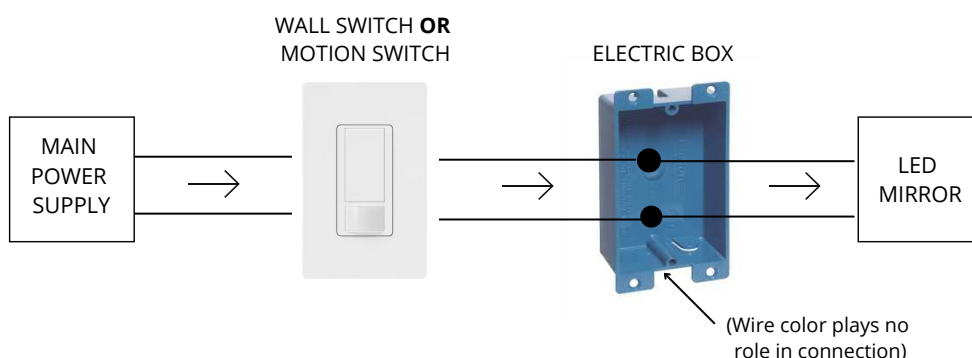 WALL SWITCH OR
MOTION SWITCH
ELECTRIC BOX
MAIN
POWER
SUPPLY
LED
MIRROR
(Wire color plays no
role in connection)